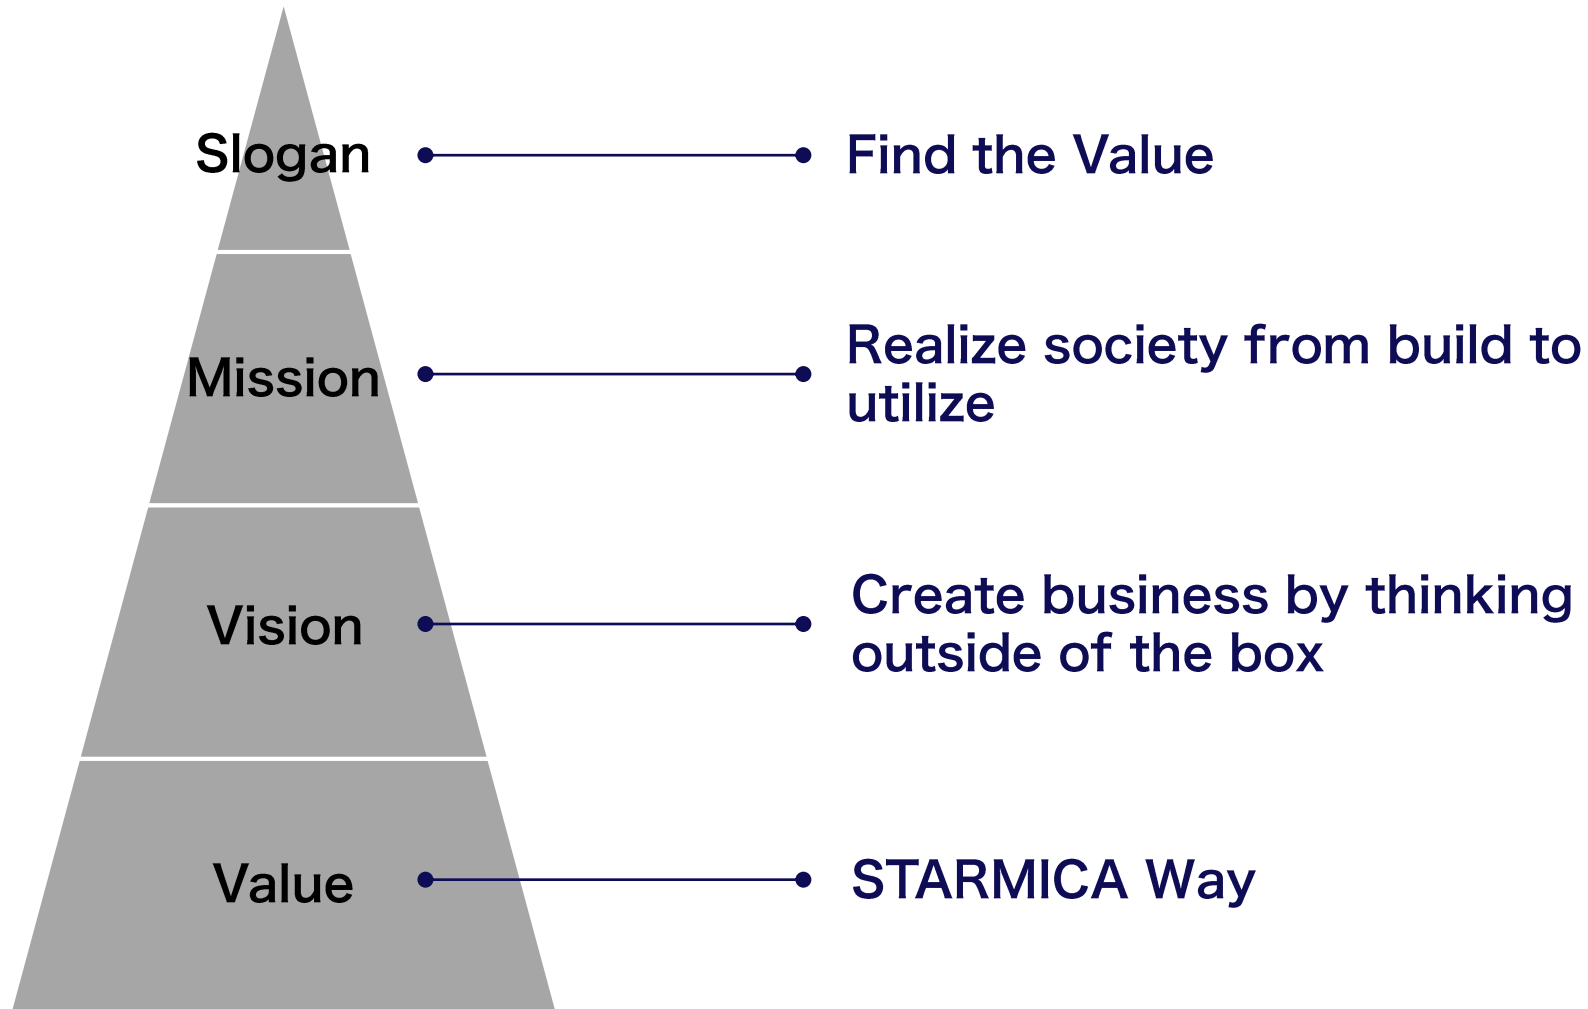 Slogan
Find the Value
Mission
Realize society from build to
utilize
Vision
Create business by thinking
outside of the box
Value
STARMICA Way